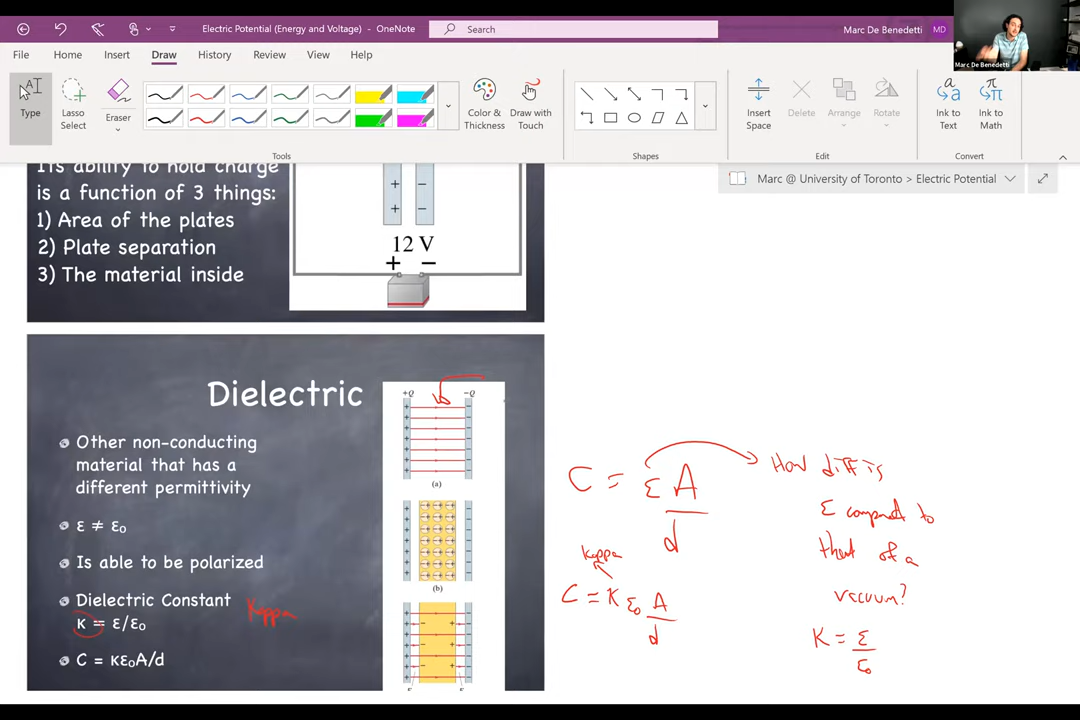 Electric Potential (Energy and Voltage) - OneNote
Search
Marc De Benedetti
MD
Marc De Benedetti
File
Home
Insert
Draw
History
Review
View
Help
Type
Lasso Select
Eraser
Color & Thickness
Draw with Touch
Insert Space
Delete
Arrange
Rotate
Ink to Text
Ink to Math
Tools
Shapes
Edit
Convert
Marc @ University of Toronto > Electric Potential
Its ability to hold charge
is a function of 3 things:
1) Area of the plates
2) Plate separation
3) The material inside
+ −
+ −
12 V
+ −
Dielectric
Other non-conducting
material that has a
different permittivity
ε ≠ ε₀
Is able to be polarized
Dielectric Constant
κ = ε/ε₀
Kappa
C = κε₀A/d
+Q −Q
(a)
(b)
C = ε A / d
How diff is
ε compared to
that of a
vacuum?
K = ε / ε₀
Kappa
C = K ε₀ A / d